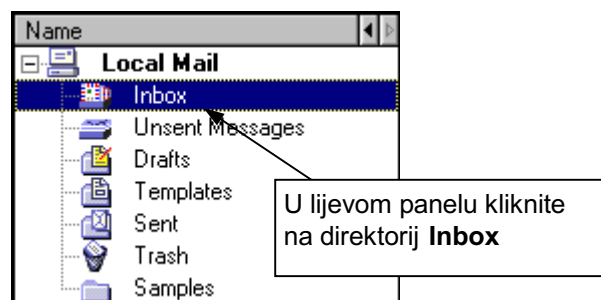 Name
Local Mail
Inbox
Unsent Messages
Drafts
Templates
Sent
Trash
Samples
U lijevom panelu kliknite
na direktorij Inbox